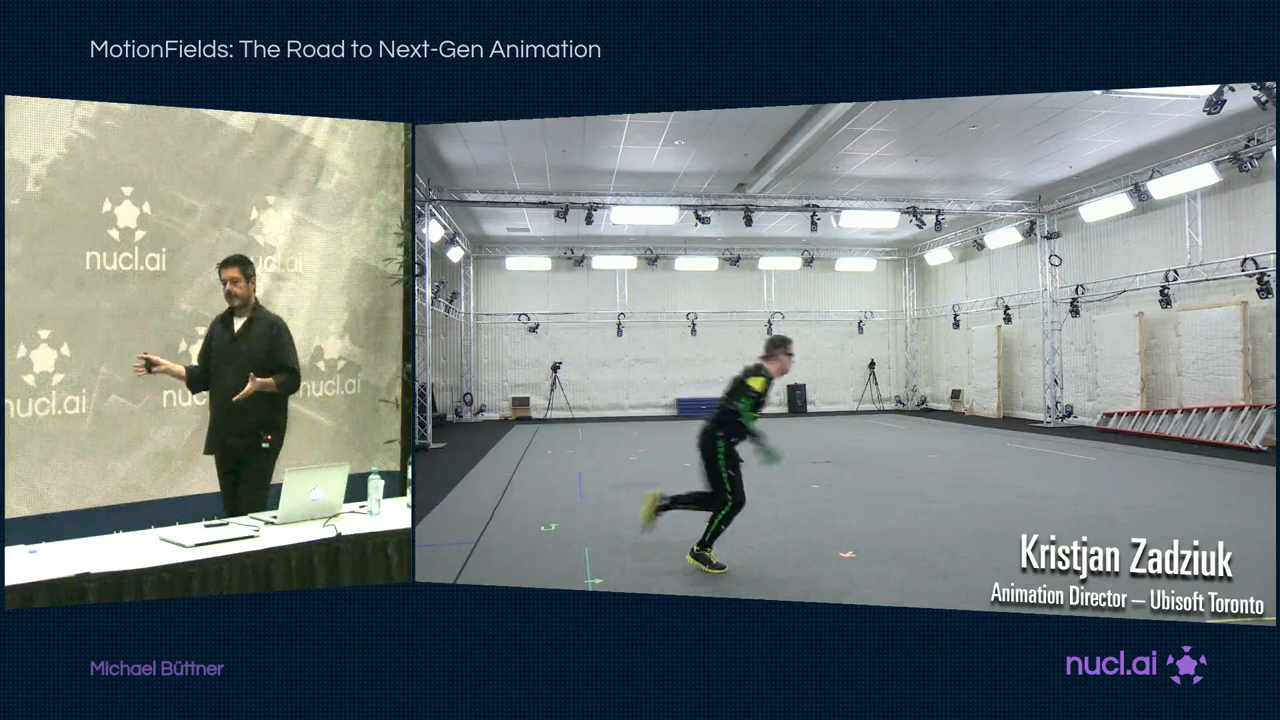 MotionFields: The Road to Next-Gen Animation
nucl.ai
nucl.ai
nucl.ai
nucl.ai
Kristjan Zadziuk
Animation Director – Ubisoft Toronto
Michael Büttner
nucl.ai